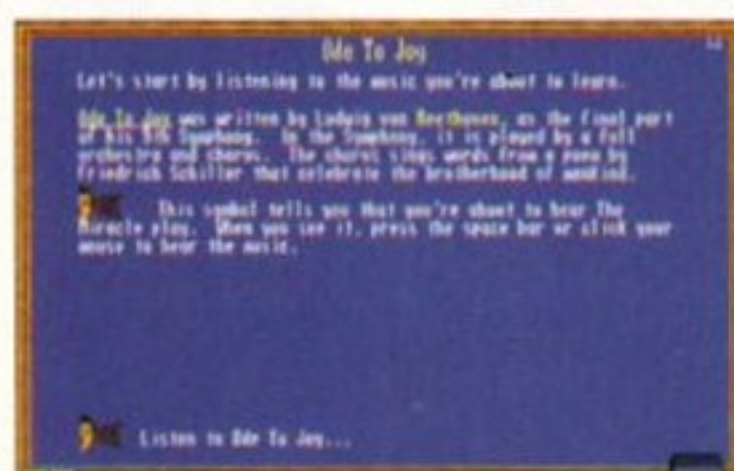 Ode To Joy
Let's start by listening to the music you're about to learn.
Ode To Joy was written by Ludwig van Beethoven, as the final part
of his 9th Symphony. In the Symphony, it is played by a full
orchestra and chorus. The chorus sings words from a poem by
Friedrich Schiller that celebrate the brotherhood of mankind.
This symbol tells you that you're about to hear The
Miracle play. When you see it, press the space bar or click your
mouse to hear the music.
Listen to Ode To Joy...